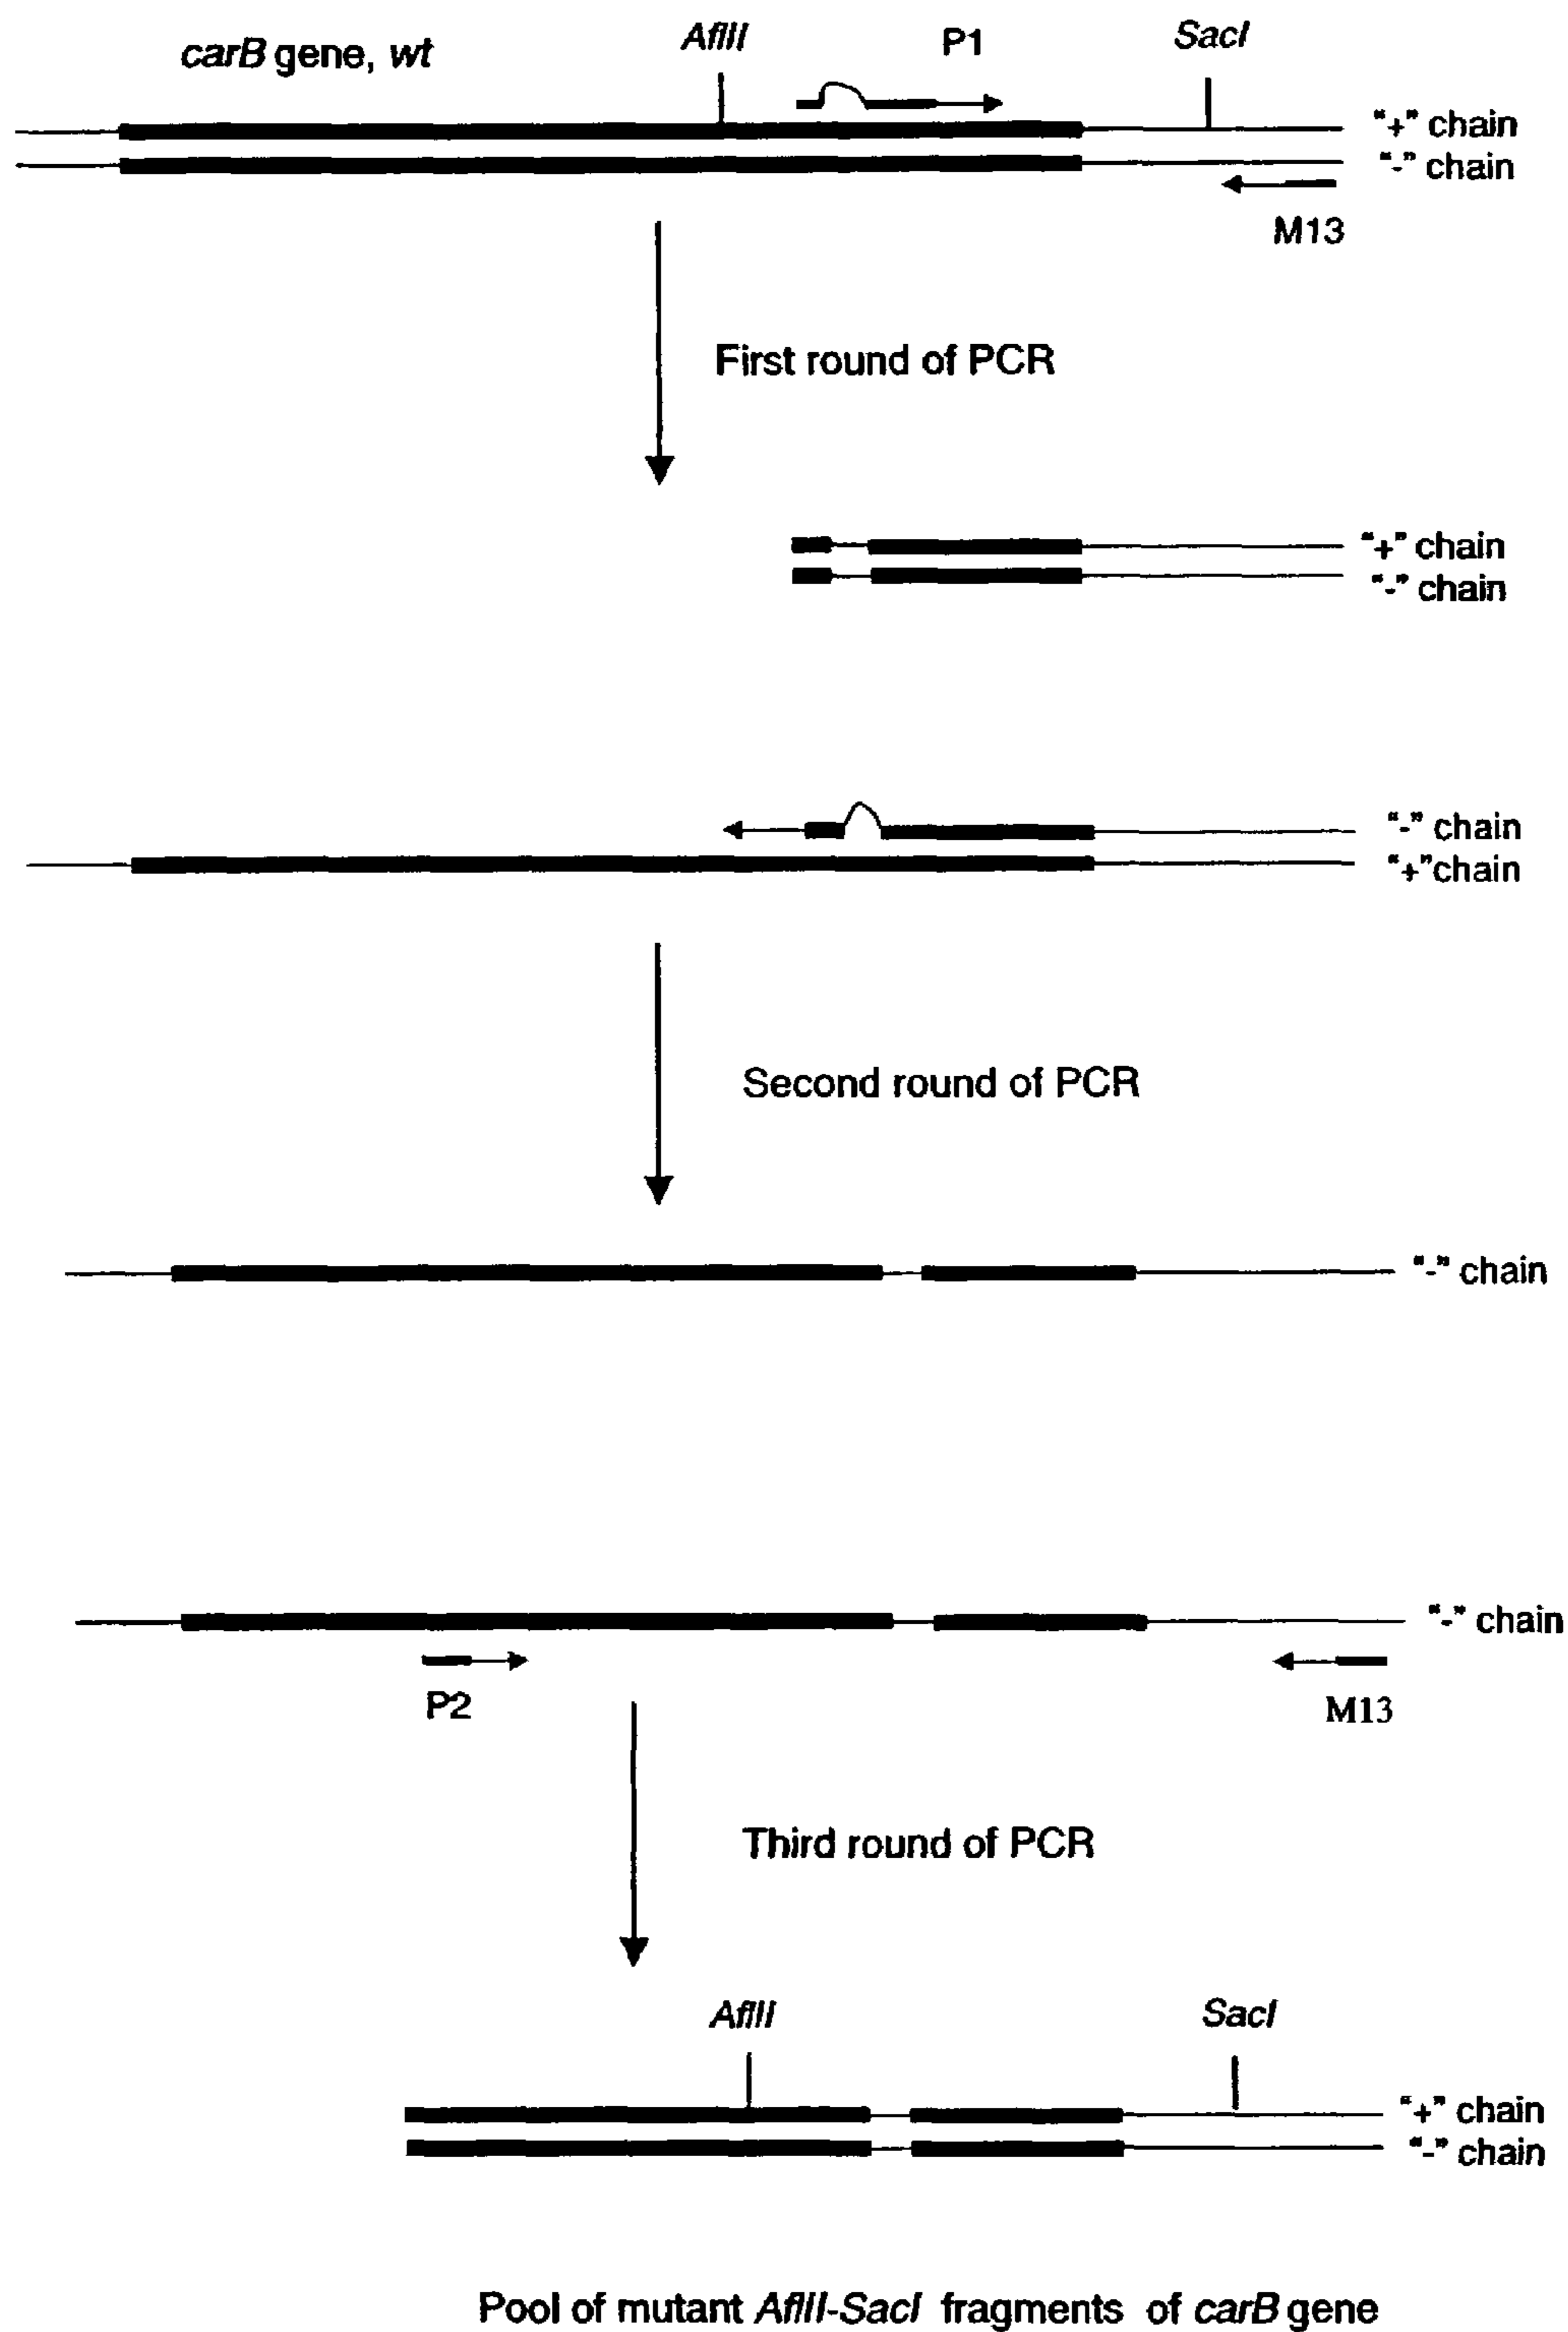 carB gene, wt
AflII
P1
SacI
"+" chain
"-" chain
M13
First round of PCR
"+" chain
"-" chain
"-" chain
"+"chain
Second round of PCR
"-" chain
"-" chain
P2
M13
Third round of PCR
AflII
SacI
"+" chain
"-" chain
Pool of mutant AflII-SacI fragments of carB gene